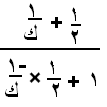 ١/٢ + ١/ك
١ + ١/٢ × -١/ك